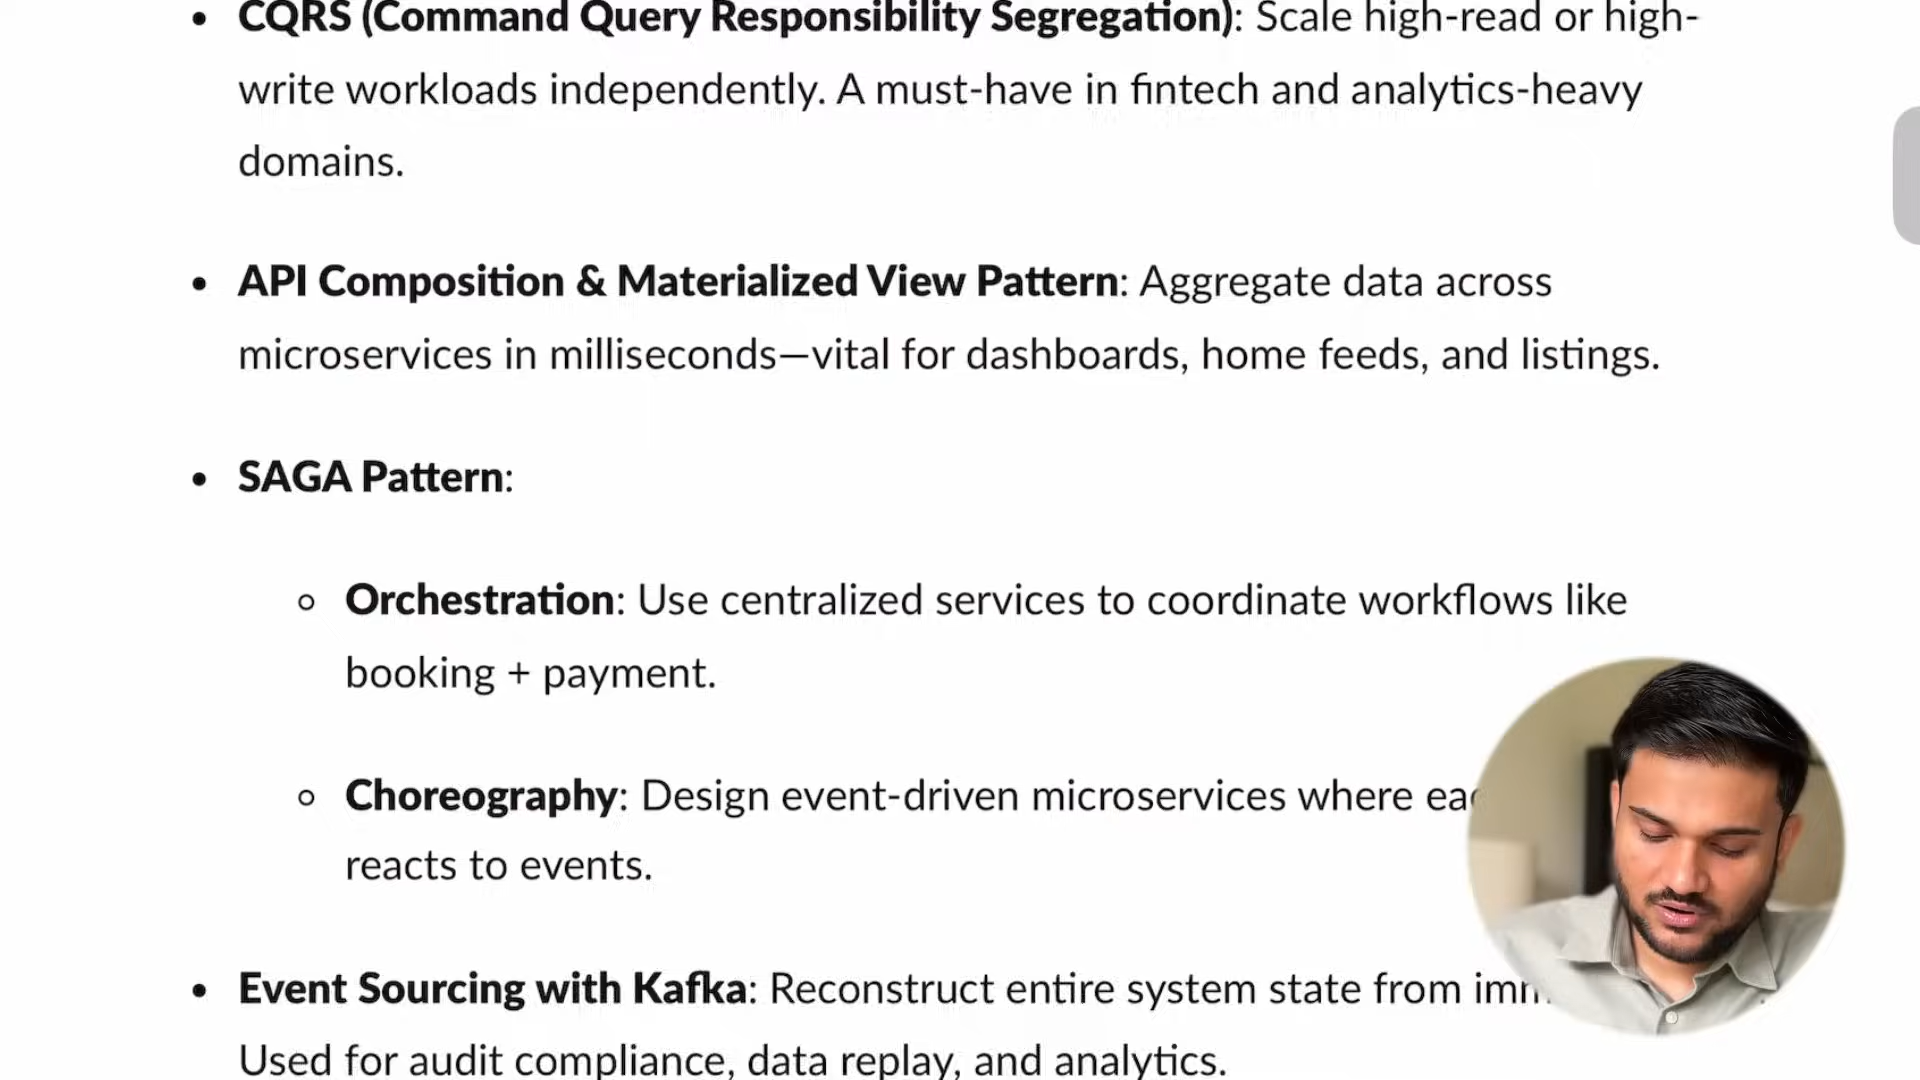 • CQRS (Command Query Responsibility Segregation): Scale high-read or high-
write workloads independently. A must-have in fintech and analytics-heavy
domains.
• API Composition & Materialized View Pattern: Aggregate data across
microservices in milliseconds—vital for dashboards, home feeds, and listings.
• SAGA Pattern:
◦ Orchestration: Use centralized services to coordinate workflows like
booking + payment.
◦ Choreography: Design event-driven microservices where
reacts to events.
• Event Sourcing with Kafka: Reconstruct entire system state from
Used for audit compliance, data replay, and analytics.